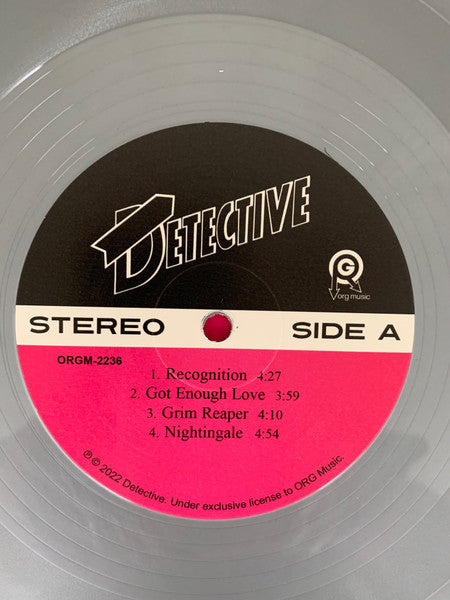 DETECTIVE
GR
org music
STEREO
SIDE A
ORGM-2236
1. Recognition 4:27
2. Got Enough Love 3:59
3. Grim Reaper 4:10
4. Nightingale 4:54
℗ © 2022 Detective. Under exclusive license to ORG Music.